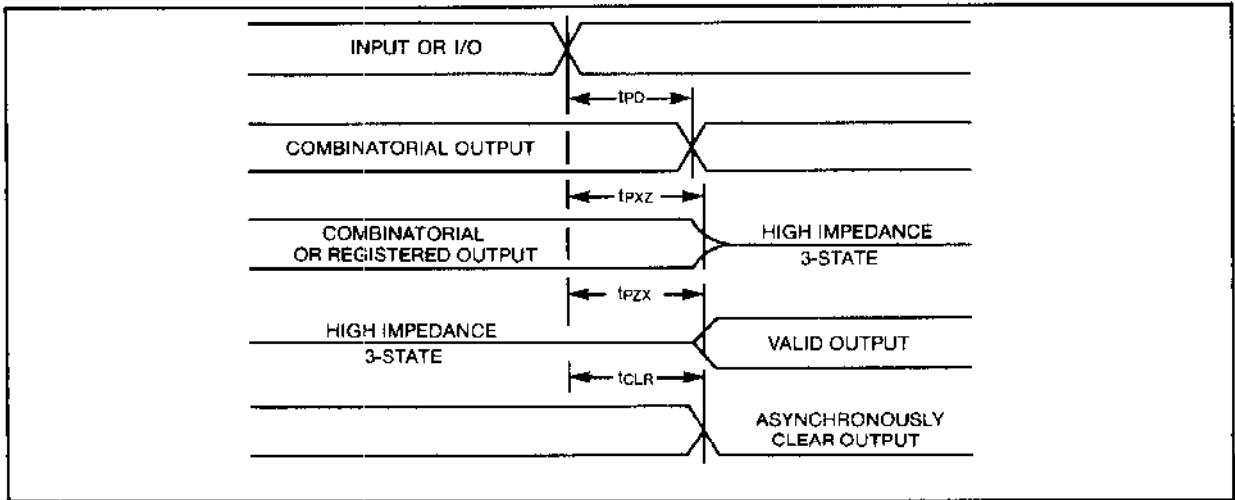 INPUT OR I/O
tPD
COMBINATORIAL OUTPUT
tPXZ
COMBINATORIAL
OR REGISTERED OUTPUT
HIGH IMPEDANCE
3-STATE
tPZX
HIGH IMPEDANCE
3-STATE
VALID OUTPUT
tCLR
ASYNCHRONOUSLY
CLEAR OUTPUT